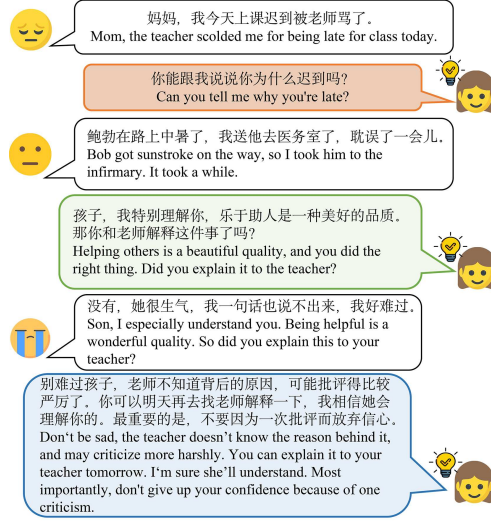 妈妈，我今天上课迟到被老师骂了。
Mom, the teacher scolded me for being late for class today.
你能跟我说说你为什么迟到吗？
Can you tell me why you're late?
鲍勃在路上中暑了，我送他去医务室了，耽误了一会儿。
Bob got sunstroke on the way, so I took him to the
infirmary. It took a while.
孩子，我特别理解你，乐于助人是一种美好的品质。
那你和老师解释这件事了吗？
Helping others is a beautiful quality, and you did the
right thing. Did you explain it to the teacher?
没有，她很生气，我一句话也说不出来，我好难过。
Son, I especially understand you. Being helpful is a
wonderful quality. So did you explain this to your
teacher?
别难过孩子，老师不知道背后的原因，可能批评得比较
严厉了。你可以明天再去找老师解释一下，我相信她会
理解你的。最重要的是，不要因为一次批评而放弃信心。
Don‘t be sad, the teacher doesn’t know the reason behind it,
and may criticize more harshly. You can explain it to your
teacher tomorrow. I‘m sure she’ll understand. Most
importantly, don't give up your confidence because of one
criticism.